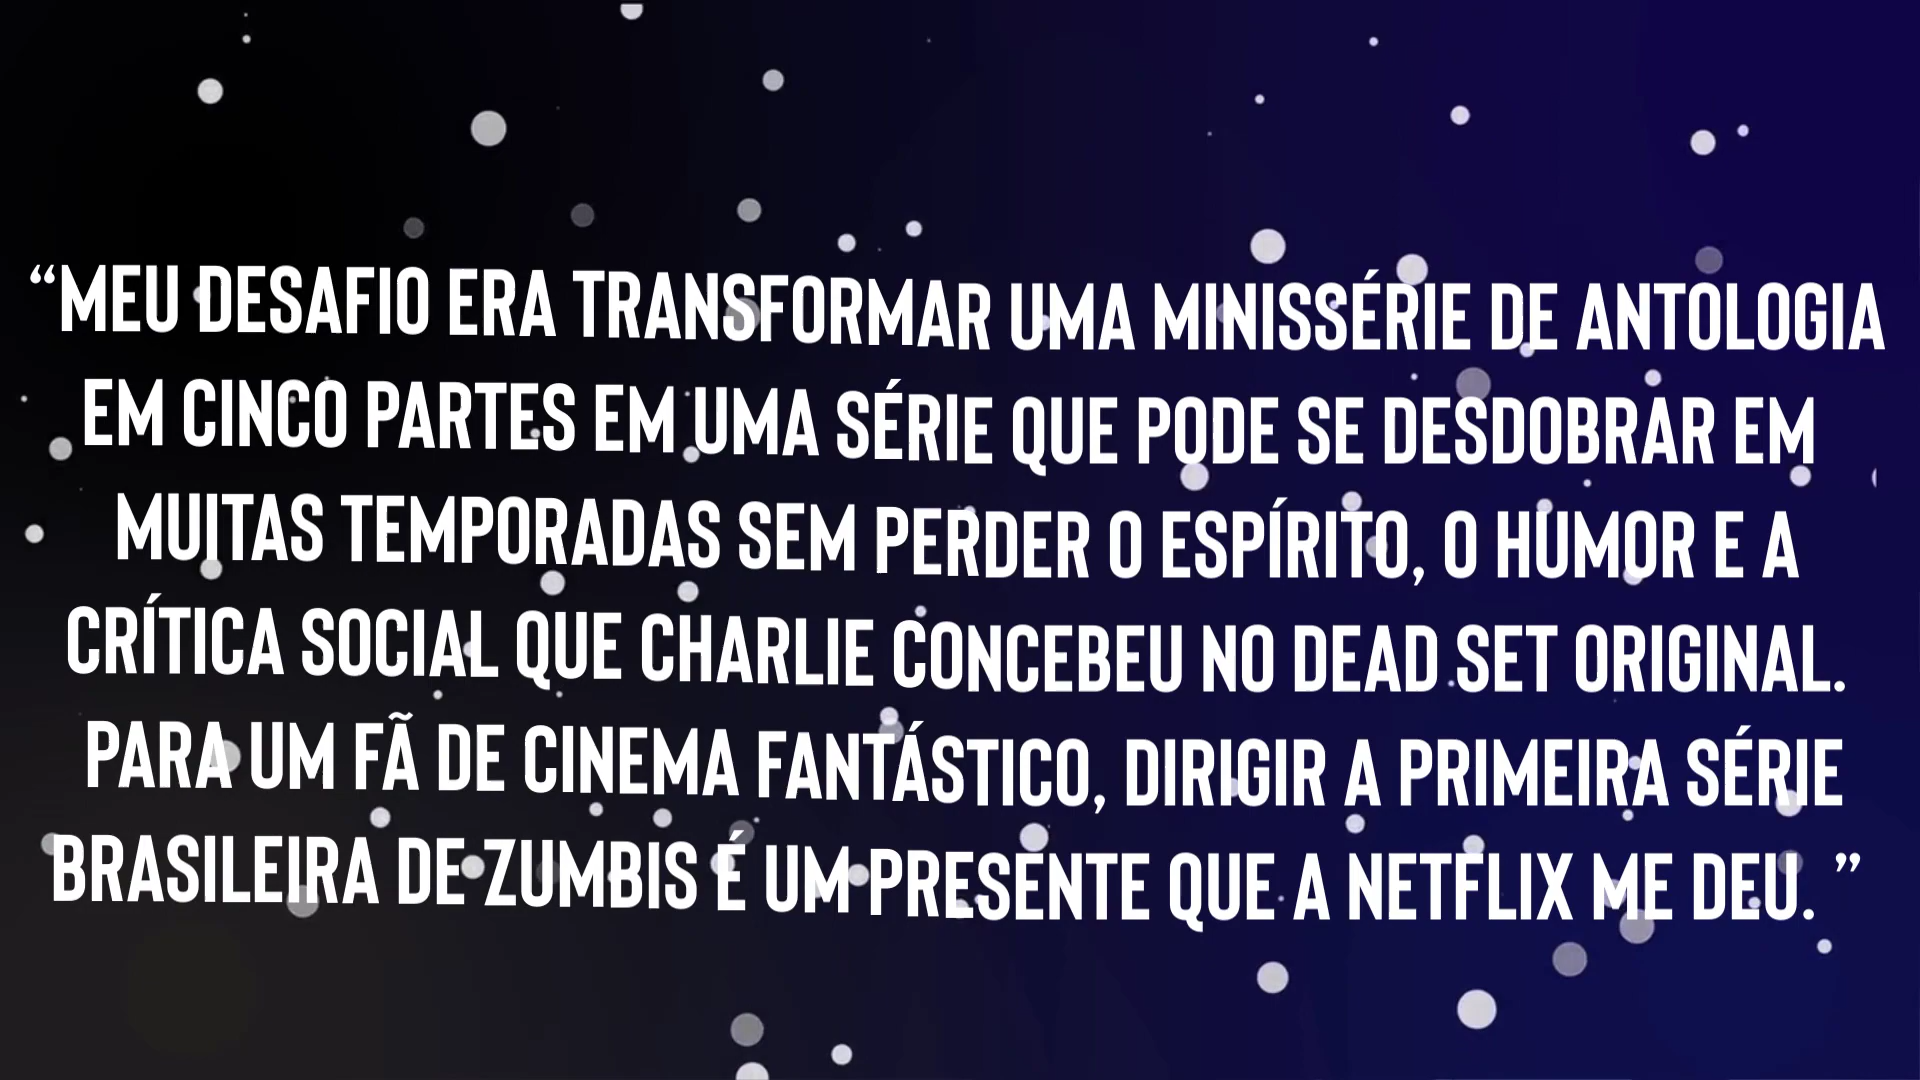 “MEU DESAFIO ERA TRANSFORMAR UMA MINISSÉRIE DE ANTOLOGIA
EM CINCO PARTES EM UMA SÉRIE QUE PODE SE DESDOBRAR EM
MUITAS TEMPORADAS SEM PERDER O ESPÍRITO, O HUMOR E A
CRÍTICA SOCIAL QUE CHARLIE CONCEBEU NO DEAD SET ORIGINAL.
PARA UM FÃ DE CINEMA FANTÁSTICO, DIRIGIR A PRIMEIRA SÉRIE
BRASILEIRA DE ZUMBIS É UM PRESENTE QUE A NETFLIX ME DEU. ”